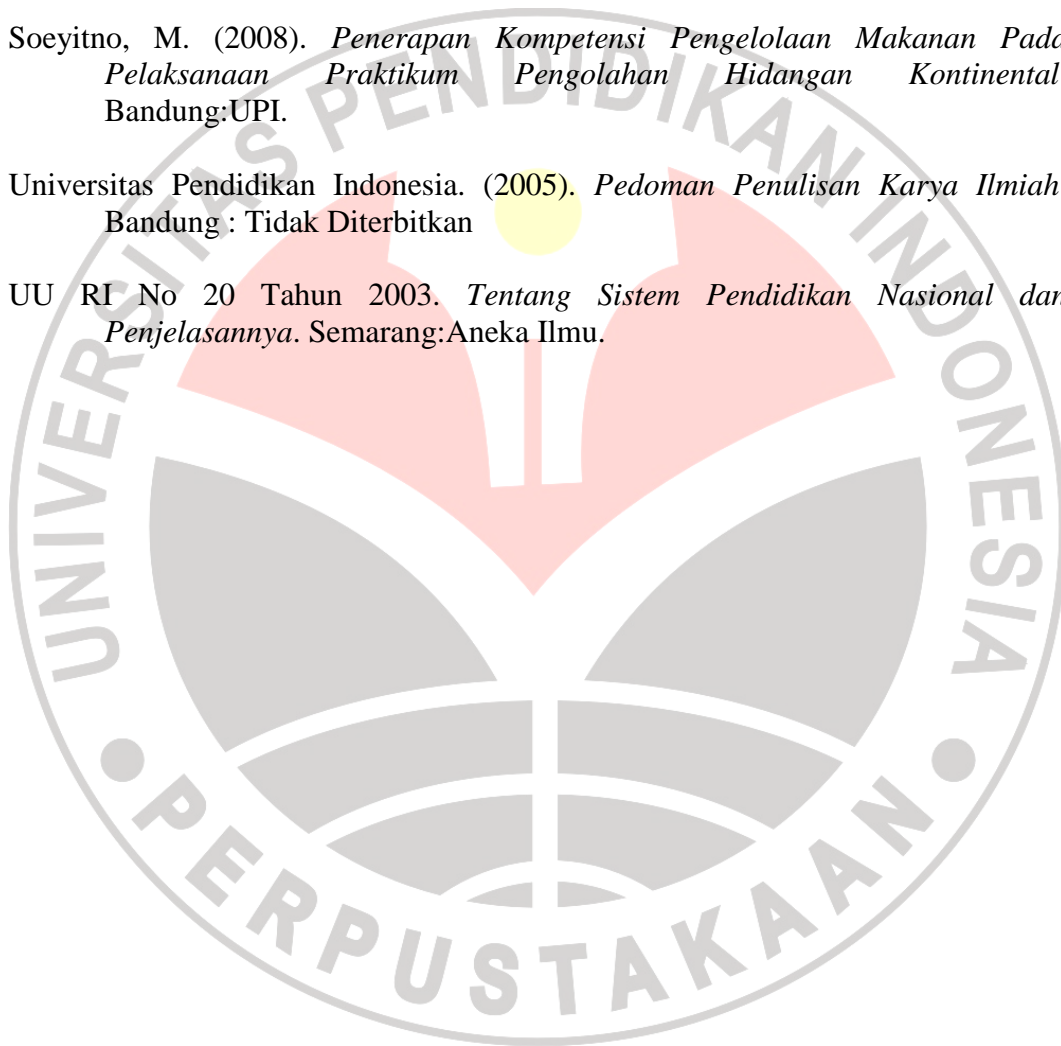 Soeyitno, M. (2008). Penerapan Kompetensi Pengelolaan Makanan Pada
Pelaksanaan Praktikum Pengolahan Hidangan Kontinental
Bandung:UPI.
Universitas Pendidikan Indonesia. (2005). Pedoman Penulisan Karya Ilmiah
Bandung : Tidak Diterbitkan
UU RI No 20 Tahun 2003. Tentang Sistem Pendidikan Nasional dan
Penjelasannya. Semarang:Aneka Ilmu.
UNIVERSITAS PENDIDIKAN INDONESIA
PERPUSTAKAAN